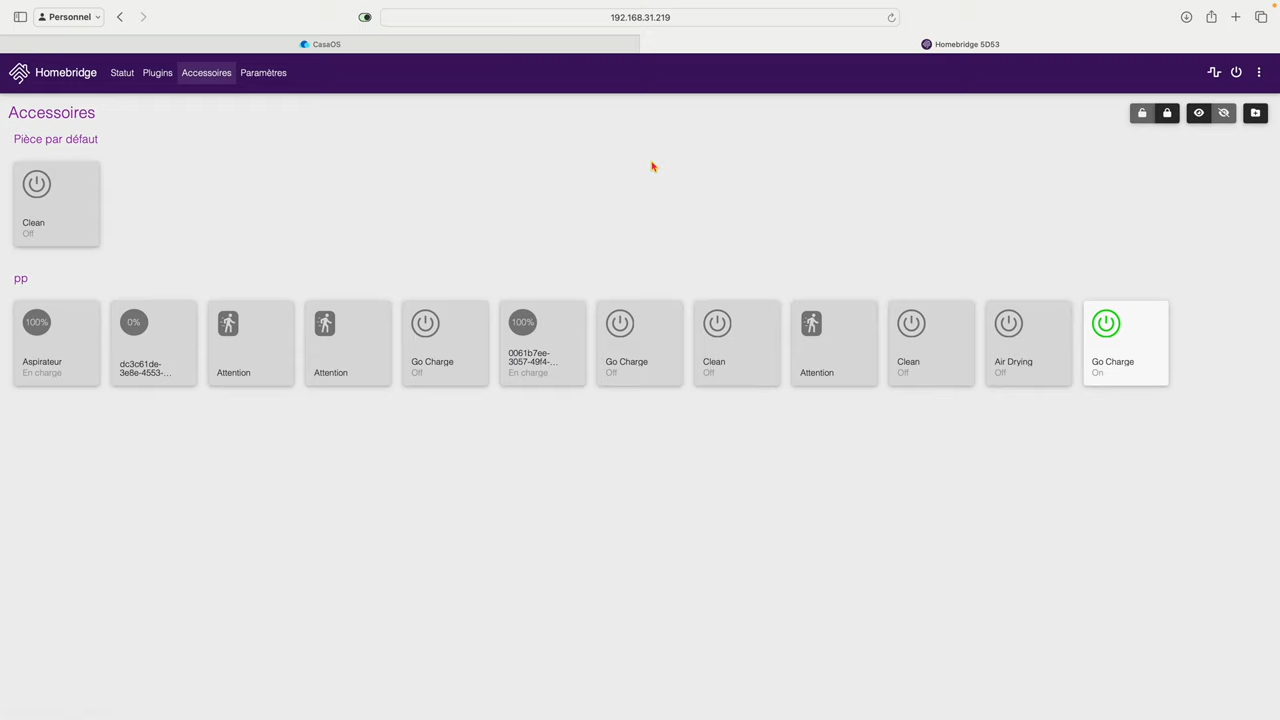 Personnel
192.168.31.219
CasaOS
Homebridge 5D53
Homebridge
Statut
Plugins
Accessoires
Paramètres
Accessoires
Pièce par défaut
Clean
Off
pp
100%
Aspirateur
En charge
0%
dc3c61de-
3e8e-4553-...
Attention
Attention
Go Charge
Off
100%
0061b7ee-
3057-49f4-...
En charge
Go Charge
Off
Clean
Off
Attention
Clean
Off
Air Drying
Off
Go Charge
On